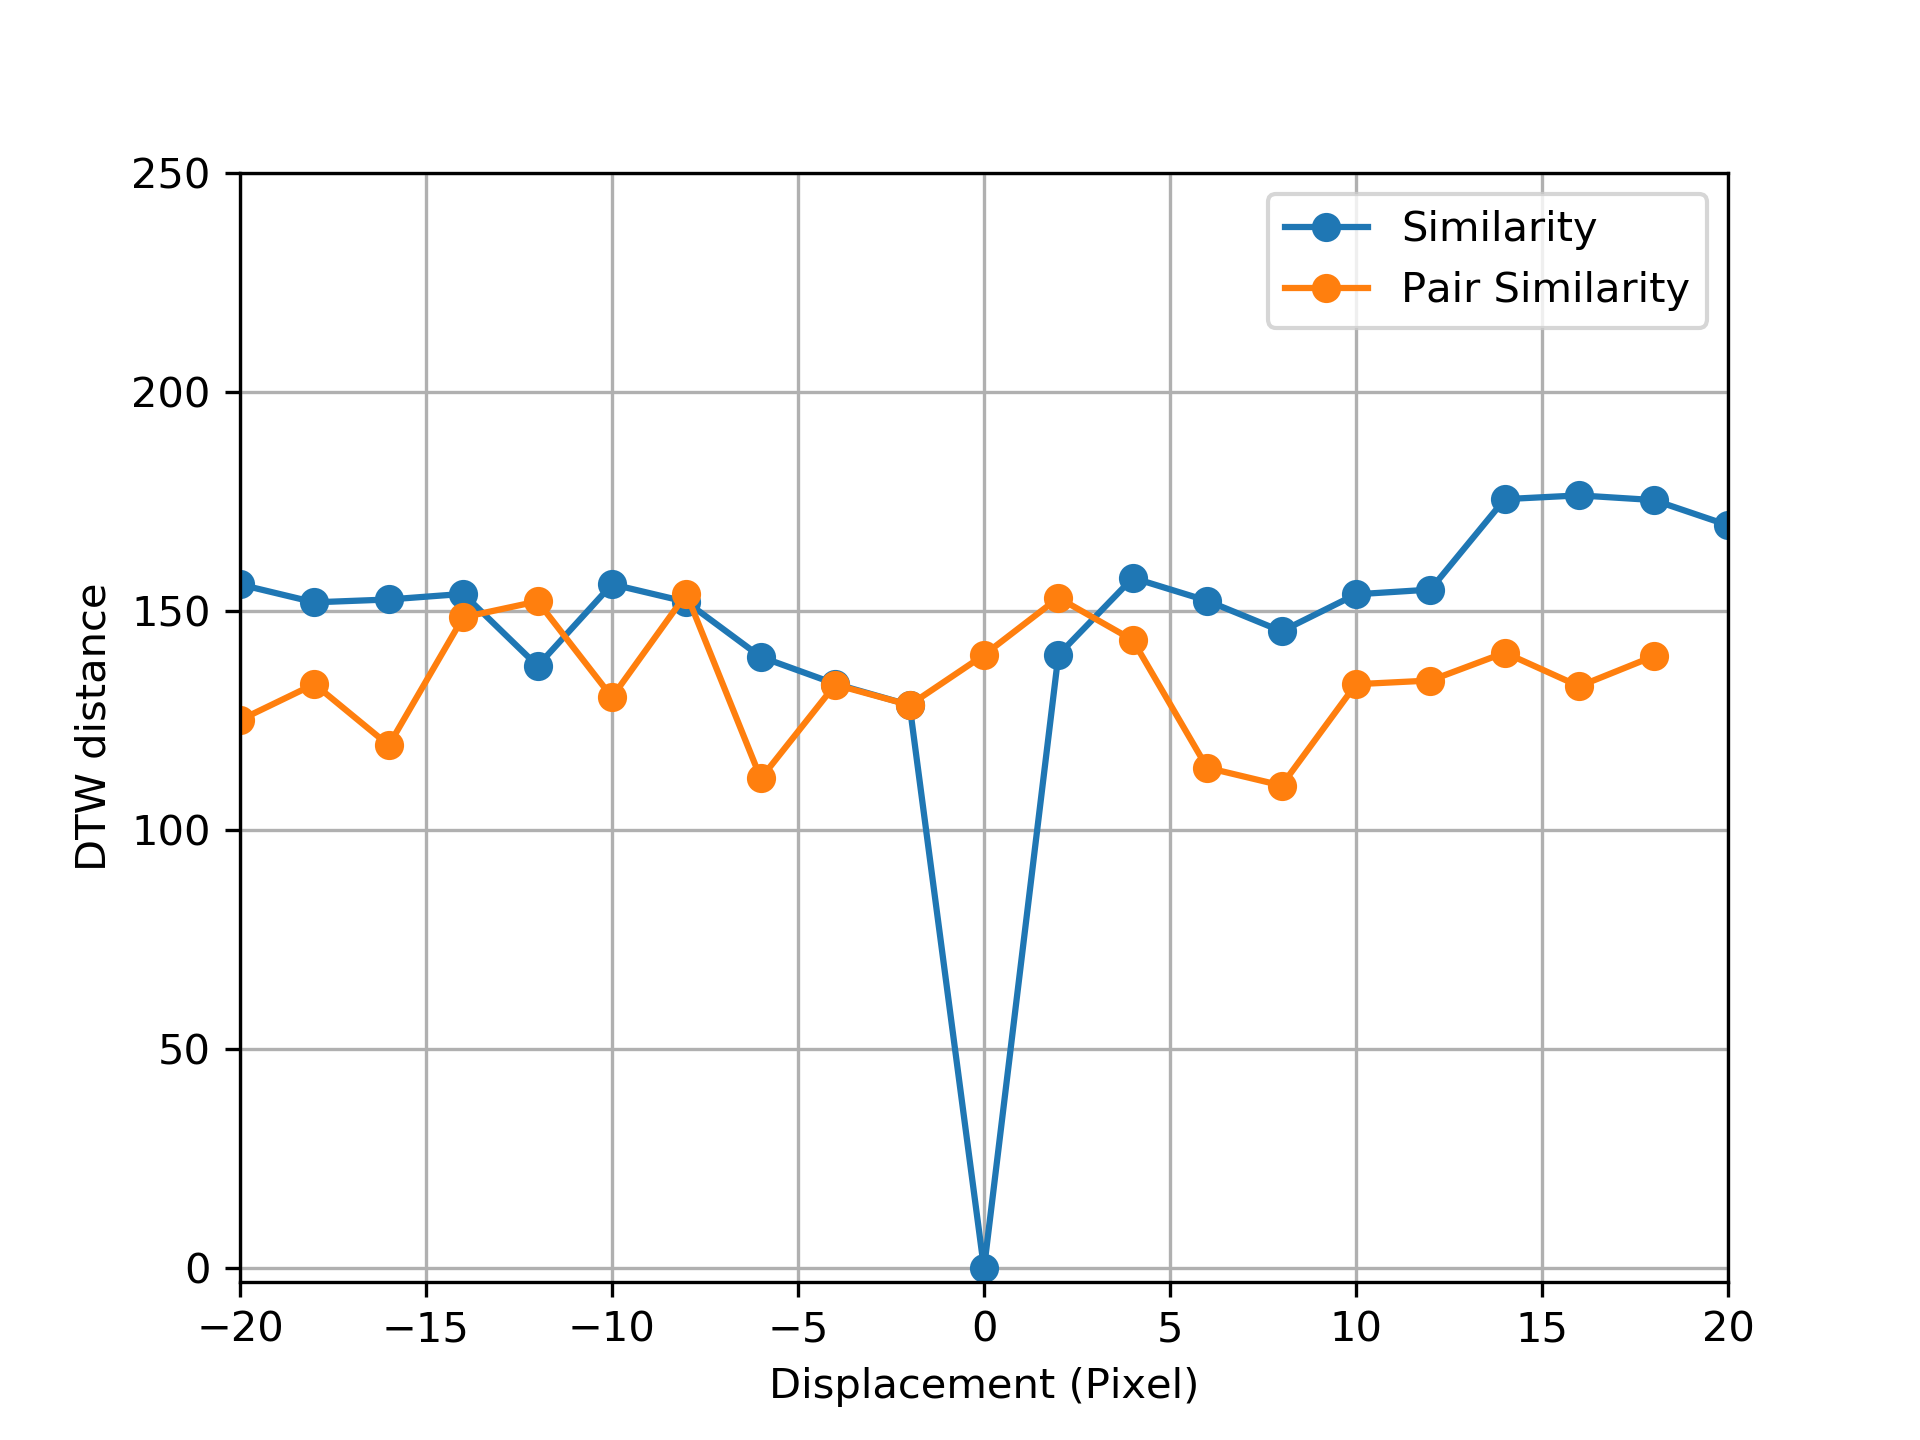 250
200
150
100
50
0
DTW distance
−20 −15 −10 −5 0 5 10 15 20
Displacement (Pixel)
Similarity
Pair Similarity